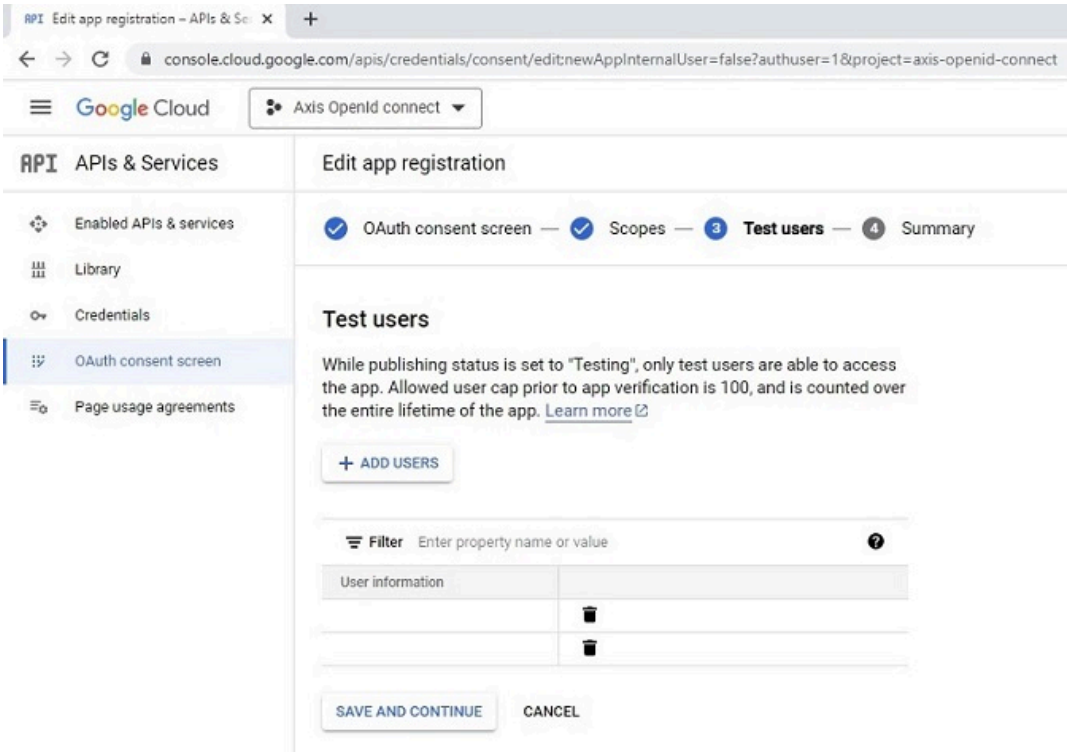 API Edit app registration – APIs & Se
console.cloud.google.com/apis/credentials/consent/edit;newAppInternalUser=false?authuser=1&project=axis-openid-connect
Google Cloud
Axis OpenId connect
API APIs & Services
Edit app registration
Enabled APIs & services
Library
Credentials
OAuth consent screen
Page usage agreements
OAuth consent screen — Scopes — 3 Test users — 4 Summary
Test users
While publishing status is set to "Testing", only test users are able to access
the app. Allowed user cap prior to app verification is 100, and is counted over
the entire lifetime of the app. Learn more
+ ADD USERS
Filter Enter property name or value
User information
SAVE AND CONTINUE CANCEL